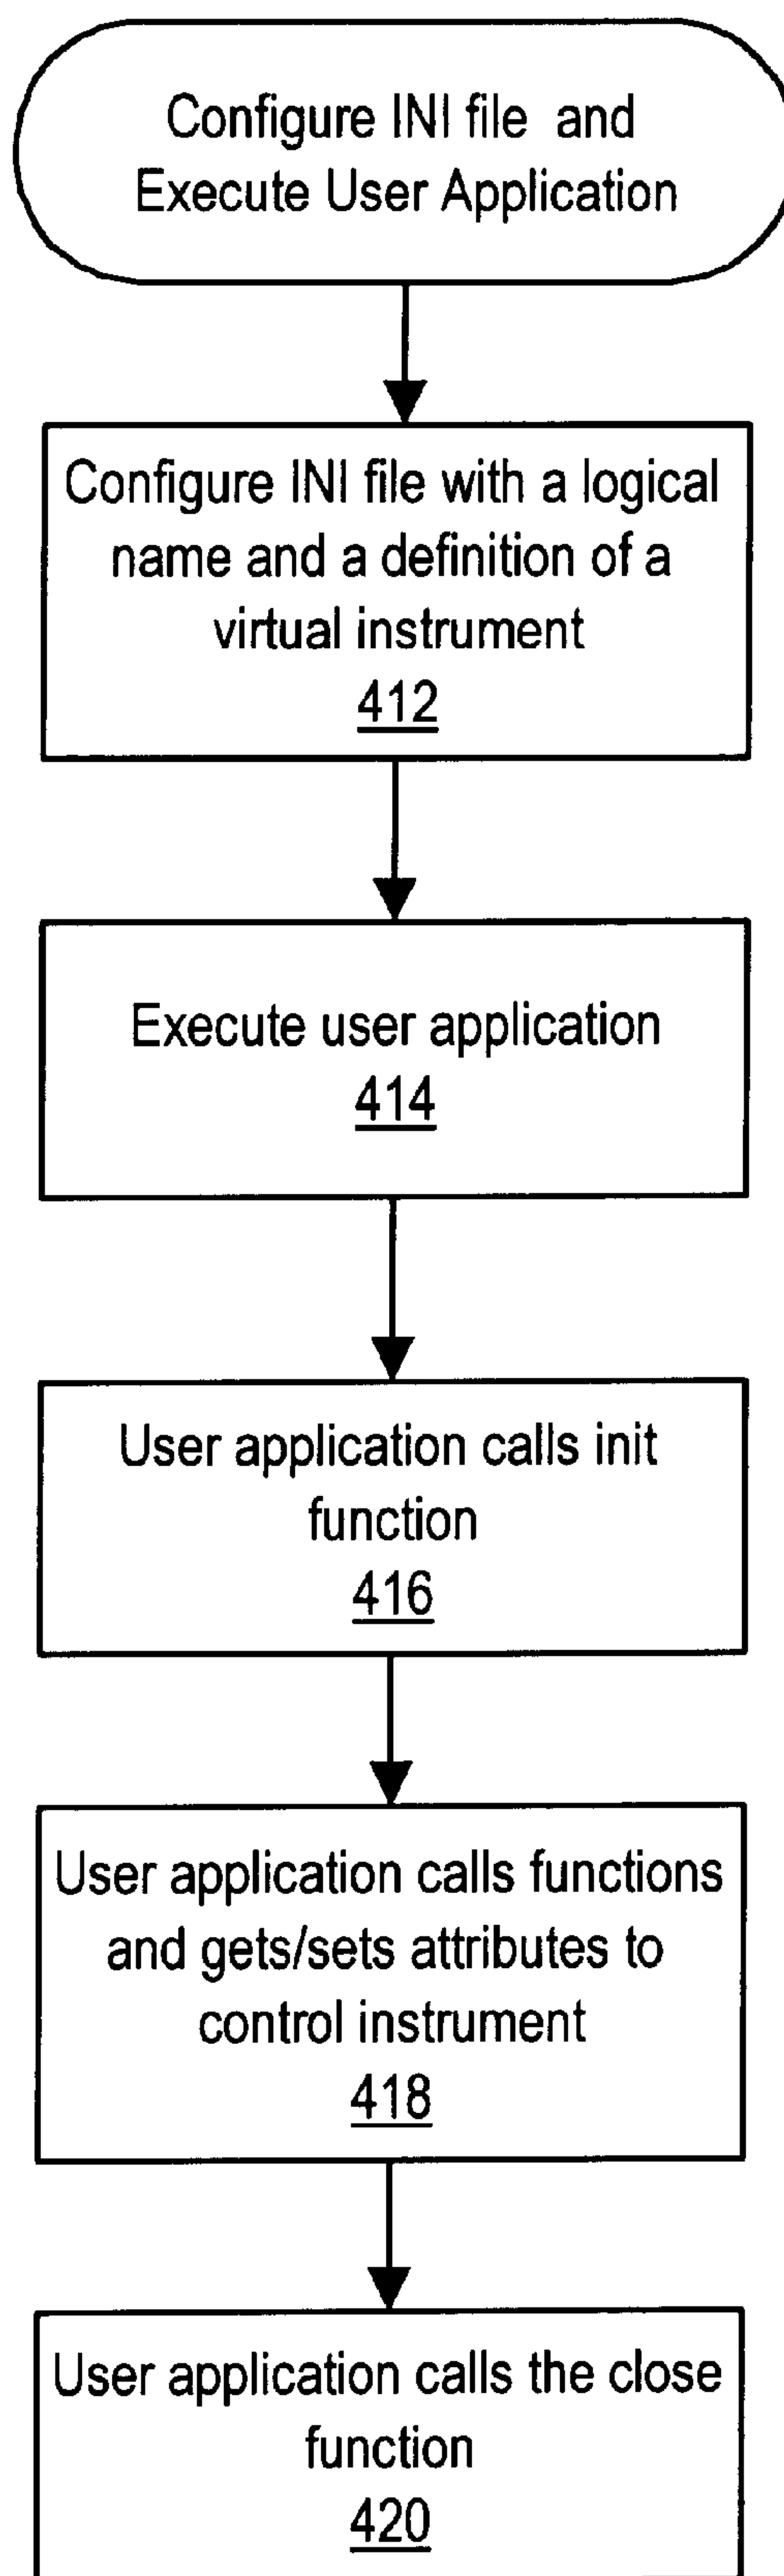 Configure INI file and
Execute User Application
Configure INI file with a logical
name and a definition of a
virtual instrument
412
Execute user application
414
User application calls init
function
416
User application calls functions
and gets/sets attributes to
control instrument
418
User application calls the close
function
420